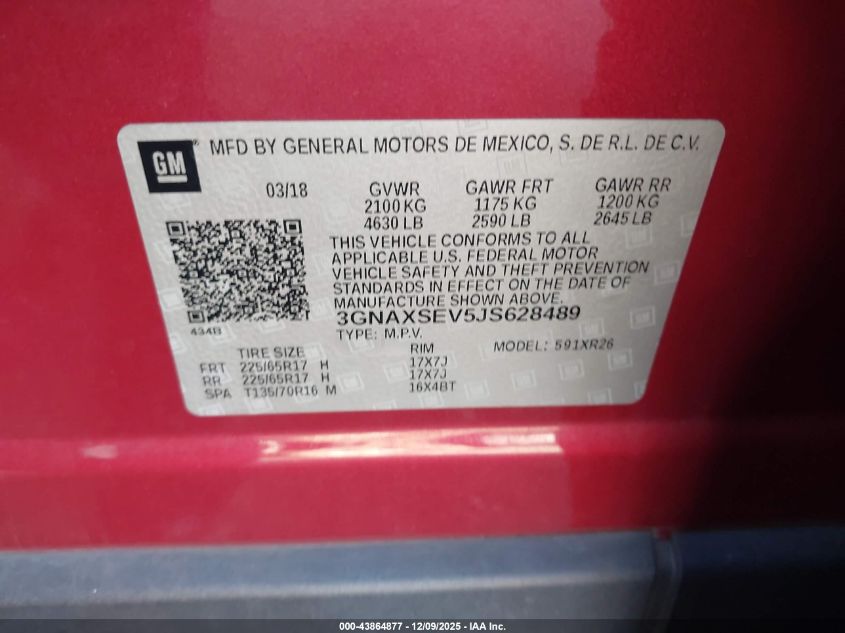 GM
MFD BY GENERAL MOTORS DE MEXICO, S. DE R.L. DE C.V.
03/18 GVWR GAWR FRT GAWR RR
2100 KG 1175 KG 1200 KG
4630 LB 2590 LB 2645 LB
THIS VEHICLE CONFORMS TO ALL
APPLICABLE U.S. FEDERAL MOTOR
VEHICLE SAFETY AND THEFT PREVENTION
STANDARDS IN EFFECT ON THE DATE OF
MANUFACTURE SHOWN ABOVE.
3GNAXSEV5JS628489
434B
TYPE: M.P.V.
TIRE SIZE RIM MODEL: 591XR26
FRT 225/65R17 H 17X7J
RR 225/65R17 H 17X7J
SPA T135/70R16 M 16X4BT
000-43864877 - 12/09/2025 - IAA Inc.